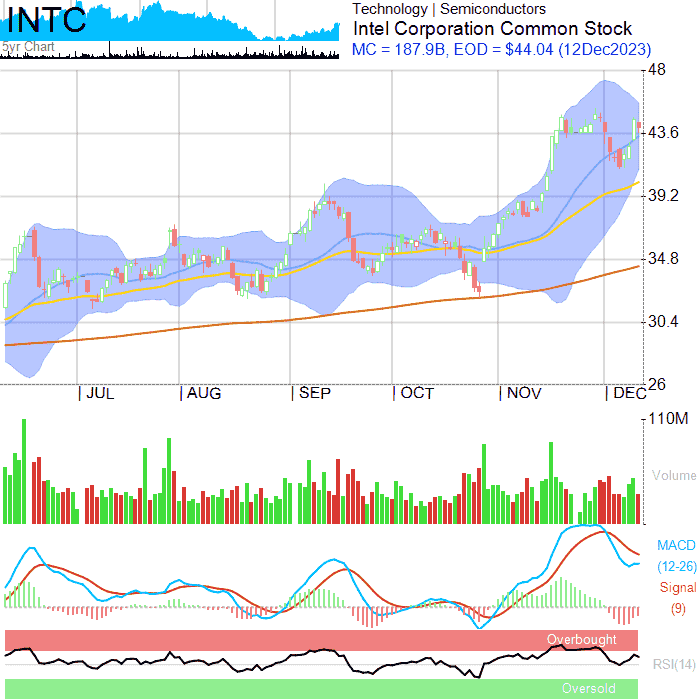 INTC
5yr Chart
Technology | Semiconductors
Intel Corporation Common Stock
MC = 187.9B, EOD = $44.04 (12Dec2023)
48
43.6
39.2
34.8
30.4
26
JUL AUG SEP OCT NOV DEC
110M
Volume
MACD
(12-26)
Signal
(9)
Overbought
RSI(14)
Oversold